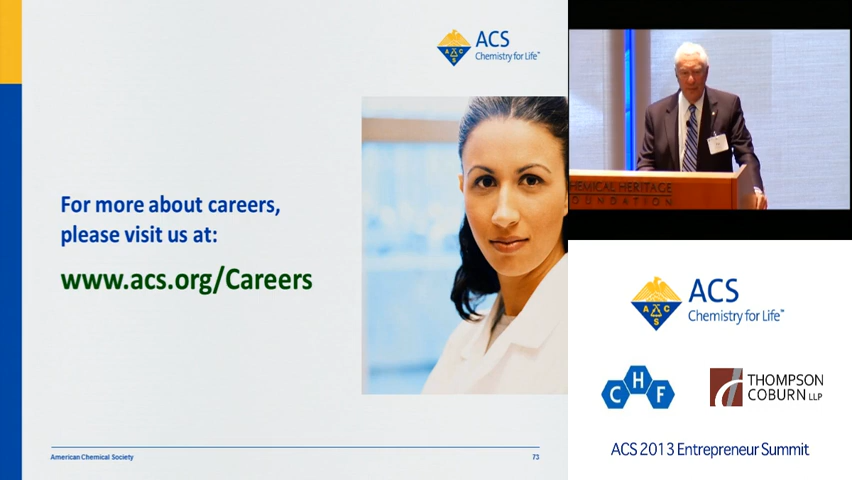 ACS
Chemistry for Life™
A C S
For more about careers,
please visit us at:
www.acs.org/Careers
American Chemical Society
73
CHEMICAL HERITAGE
FOUNDATION
ACS
Chemistry for Life™
A C S
CHF
THOMPSON
COBURN LLP
ACS 2013 Entrepreneur Summit